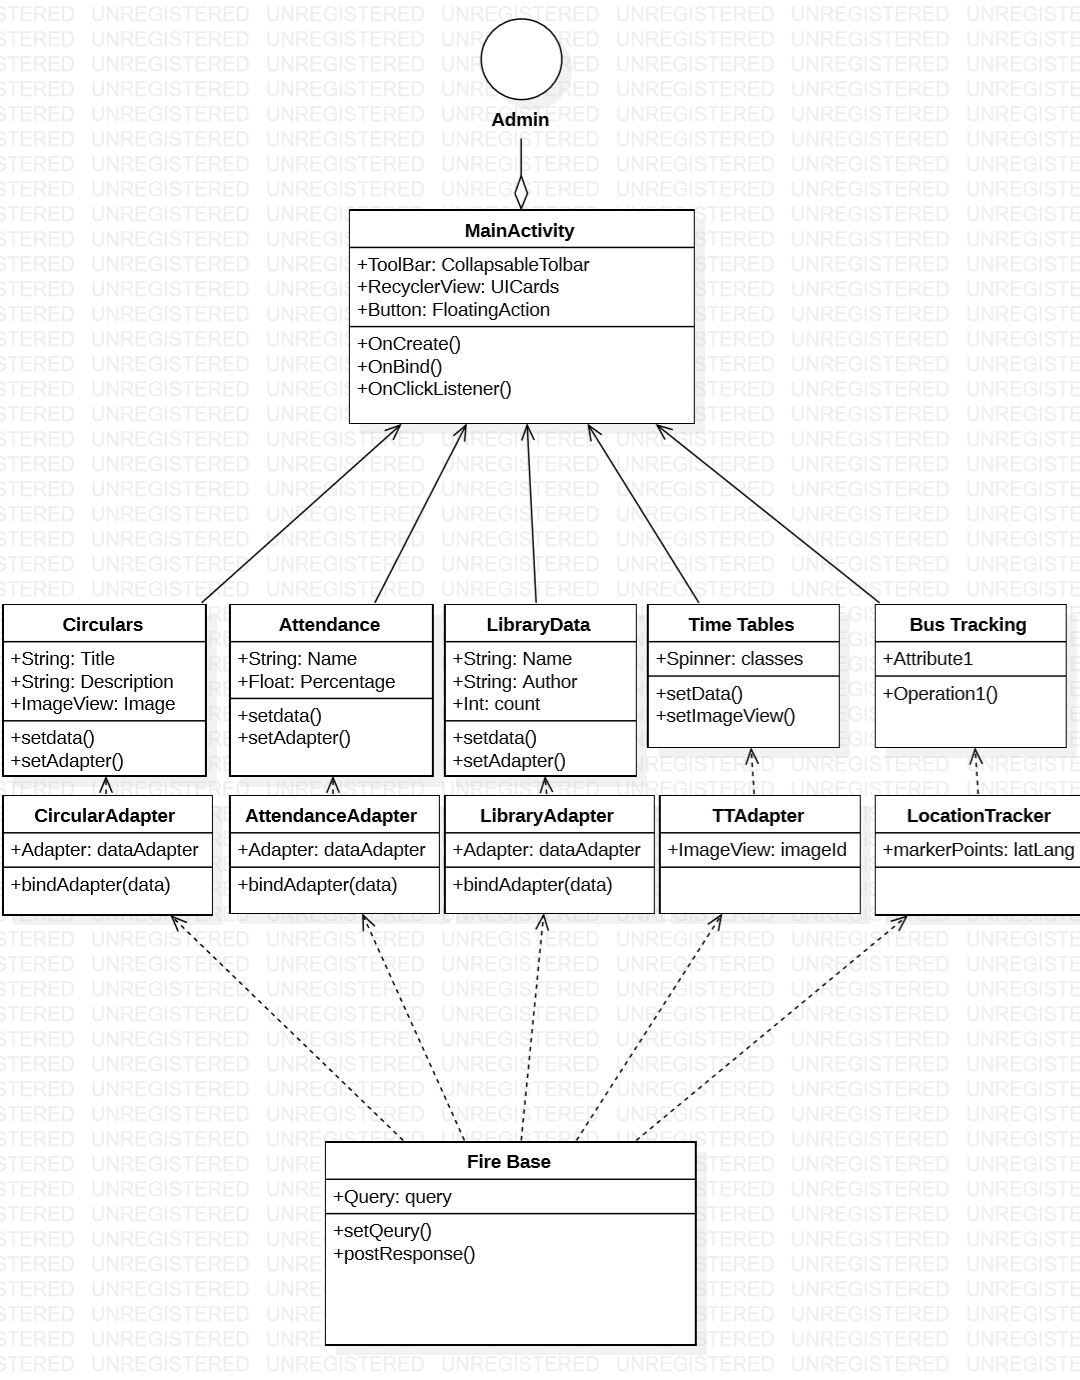 Admin
MainActivity
+ToolBar: CollapsableTolbar
+RecyclerView: UICards
+Button: FloatingAction
+OnCreate()
+OnBind()
+OnClickListener()
Circulars
+String: Title
+String: Description
+ImageView: Image
+setdata()
+setAdapter()
Attendance
+String: Name
+Float: Percentage
+setdata()
+setAdapter()
LibraryData
+String: Name
+String: Author
+Int: count
+setdata()
+setAdapter()
Time Tables
+Spinner: classes
+setData()
+setImageView()
Bus Tracking
+Attribute1
+Operation1()
CircularAdapter
+Adapter: dataAdapter
+bindAdapter(data)
AttendanceAdapter
+Adapter: dataAdapter
+bindAdapter(data)
LibraryAdapter
+Adapter: dataAdapter
+bindAdapter(data)
TTAdapter
+ImageView: imageId
LocationTracker
+markerPoints: latLang
Fire Base
+Query: query
+setQeury()
+postResponse()
UNREGISTERED